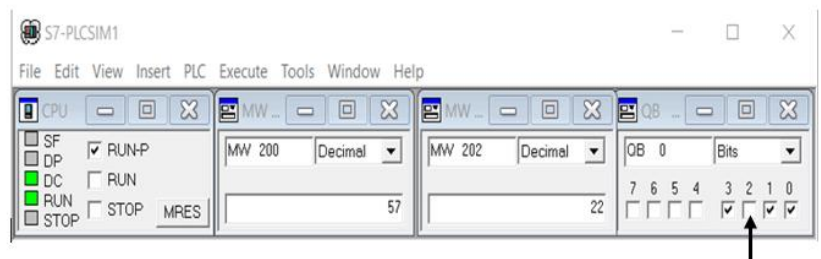 S7-PLCSIM1
File Edit View Insert PLC Execute Tools Window Help
CPU
SF
DP
DC
RUN
STOP
RUN-P
RUN
STOP
MRES
MW ...
MW 200 Decimal
57
MW ...
MW 202 Decimal
22
QB ...
QB 0 Bits
7 6 5 4 3 2 1 0